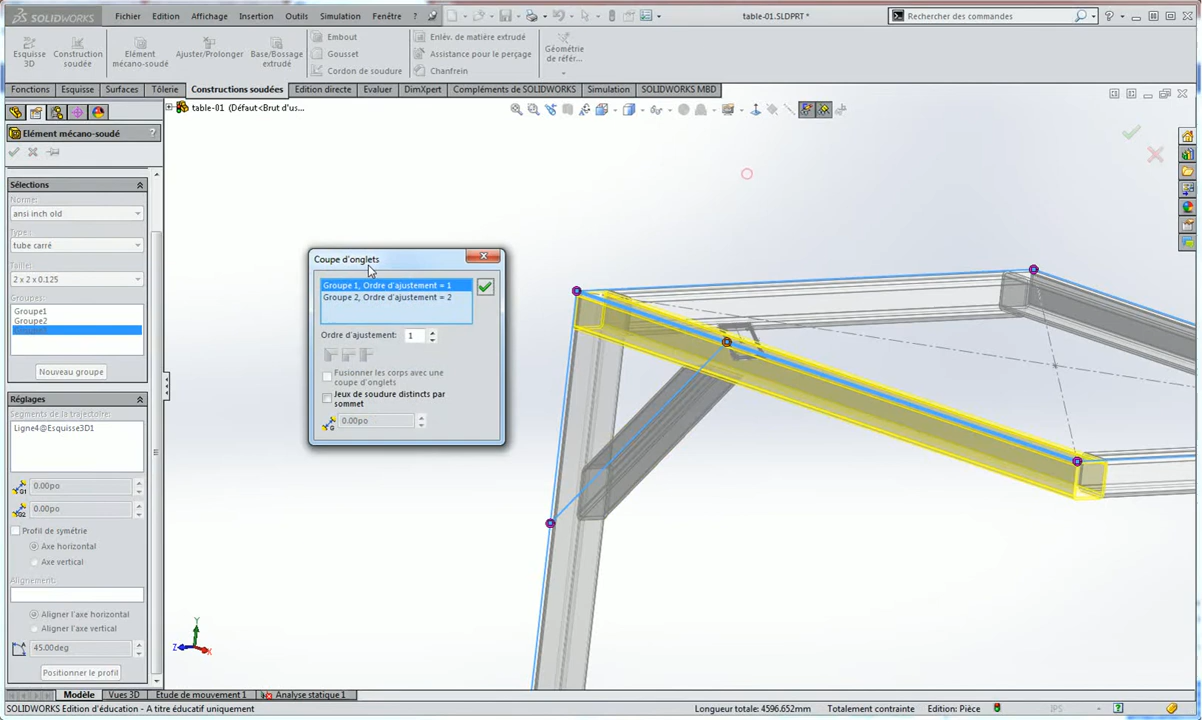 SOLIDWORKS Fichier Edition Affichage Insertion Outils Simulation Fenêtre ? table-01.SLDPRT * Rechercher des commandes
Esquisse 3D
Construction soudée
Elément mécano-soudé
Ajuster/Prolonger
Base/Bossage extrudé
Embout
Gousset
Cordon de soudure
Enlév. de matière extrudé
Assistance pour le perçage
Chanfrein
Géométrie de référ...
Fonctions Esquisse Surfaces Tôlerie Constructions soudées Edition directe Evaluer DimXpert Compléments de SOLIDWORKS Simulation SOLIDWORKS MBD
table-01 (Défaut<Brut d'us...
Elément mécano-soudé ?
Sélections
Norme:
ansi inch old
Type:
tube carré
Taille:
2 x 2 x 0.125
Groupes:
Groupe1
Groupe2
Nouveau groupe
Réglages
Segments de la trajectoire:
Ligne4@Esquisse3D1
G1 0.00po
G2 0.00po
Profil de symétrie
Axe horizontal
Axe vertical
Alignement:
Aligner l'axe horizontal
Aligner l'axe vertical
45.00deg
Positionner le profil
Coupe d'onglets
Groupe 1, Ordre d'ajustement = 1
Groupe 2, Ordre d'ajustement = 2
Ordre d'ajustement: 1
Fusionner les corps avec une
coupe d'onglets
Jeux de soudure distincts par
sommet
0.00po
Y
Z
X
Modèle Vues 3D Etude de mouvement 1 Analyse statique 1
SOLIDWORKS Edition d'éducation - A titre éducatif uniquement Longueur totale: 4596.652mm Totalement contrainte Edition: Pièce IPS